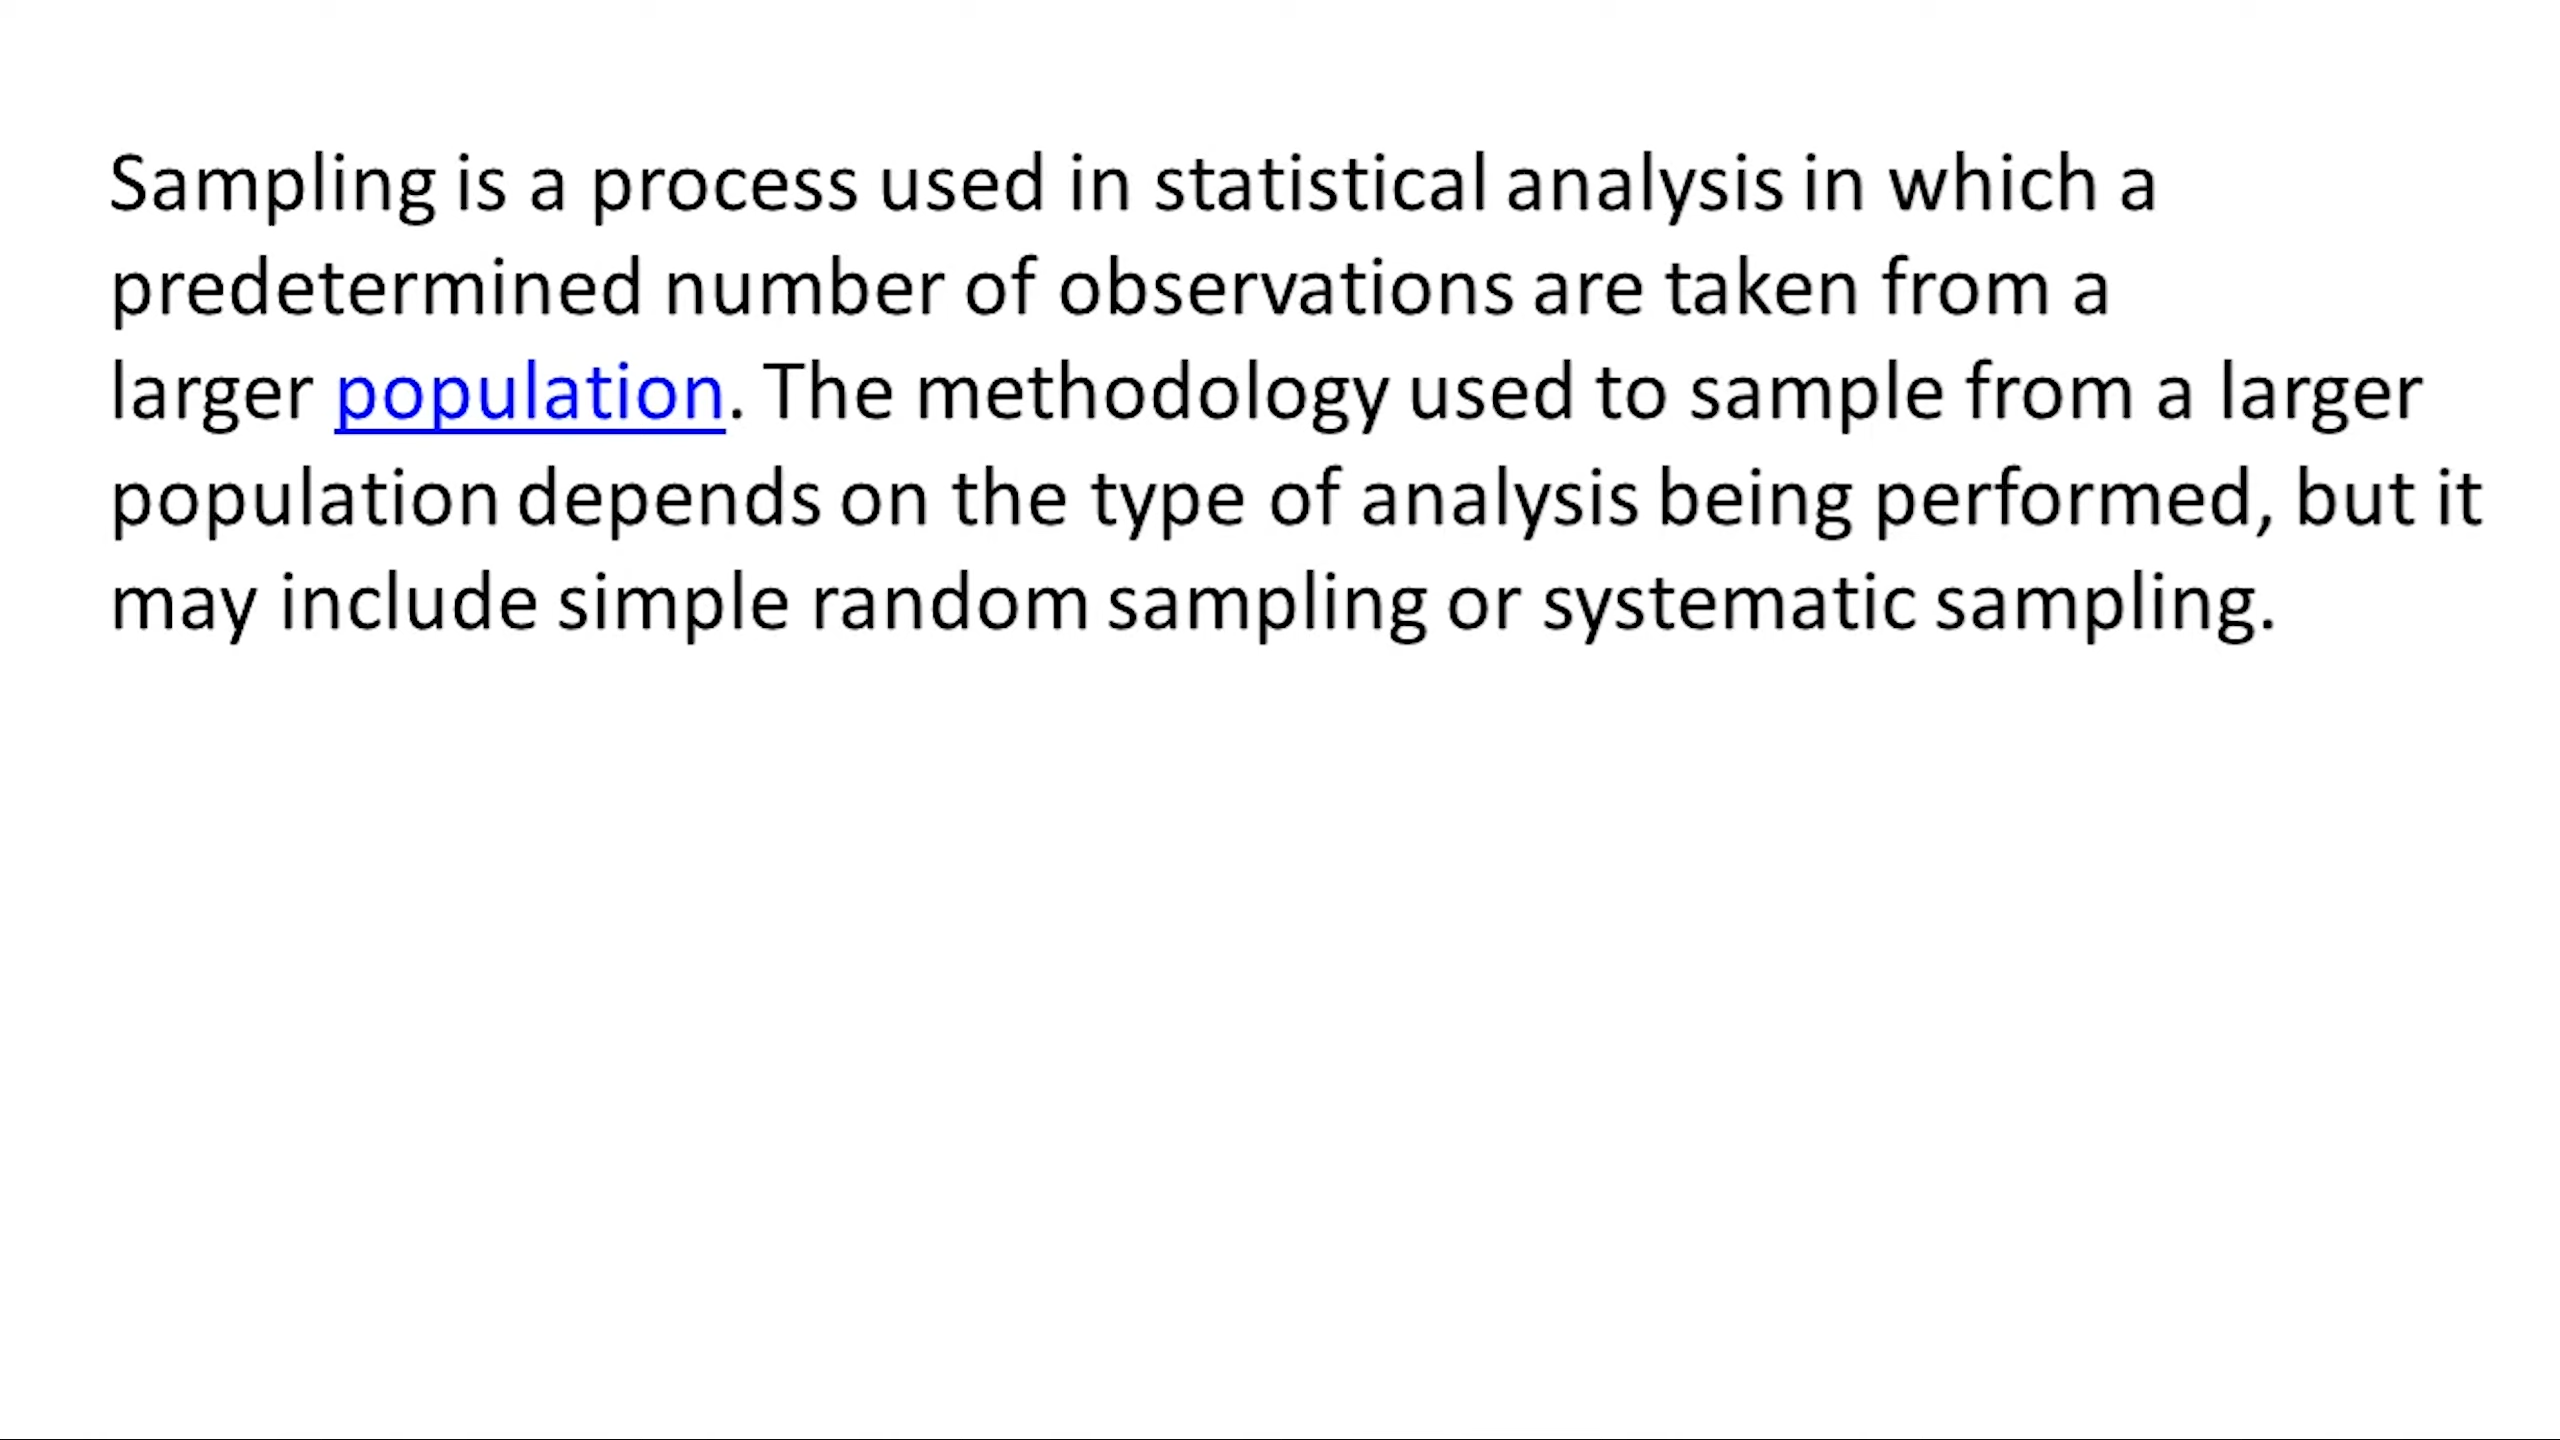 Sampling is a process used in statistical analysis in which a
predetermined number of observations are taken from a
larger population. The methodology used to sample from a larger
population depends on the type of analysis being performed, but it
may include simple random sampling or systematic sampling.